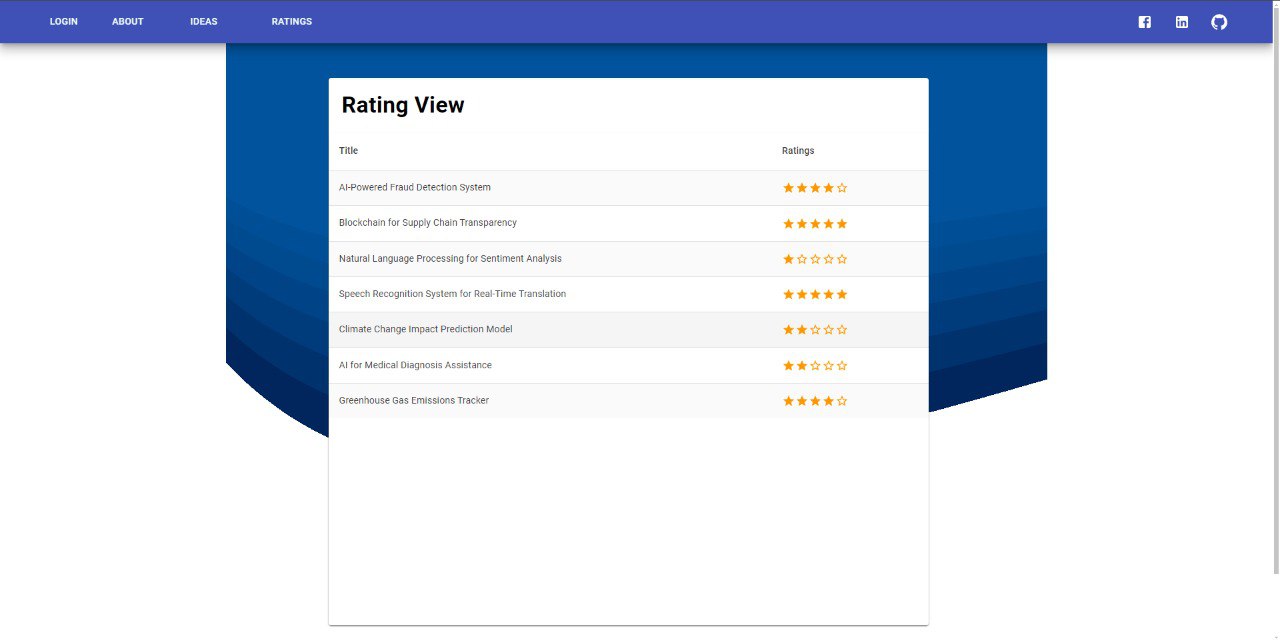 LOGIN ABOUT IDEAS RATINGS
Rating View
Title Ratings
AI-Powered Fraud Detection System
Blockchain for Supply Chain Transparency
Natural Language Processing for Sentiment Analysis
Speech Recognition System for Real-Time Translation
Climate Change Impact Prediction Model
AI for Medical Diagnosis Assistance
Greenhouse Gas Emissions Tracker